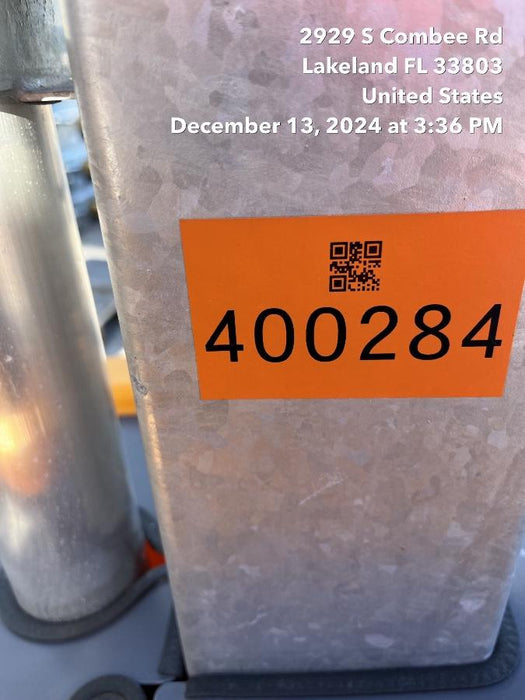 2929 S Combee Rd
Lakeland FL 33803
United States
December 13, 2024 at 3:36 PM
400284